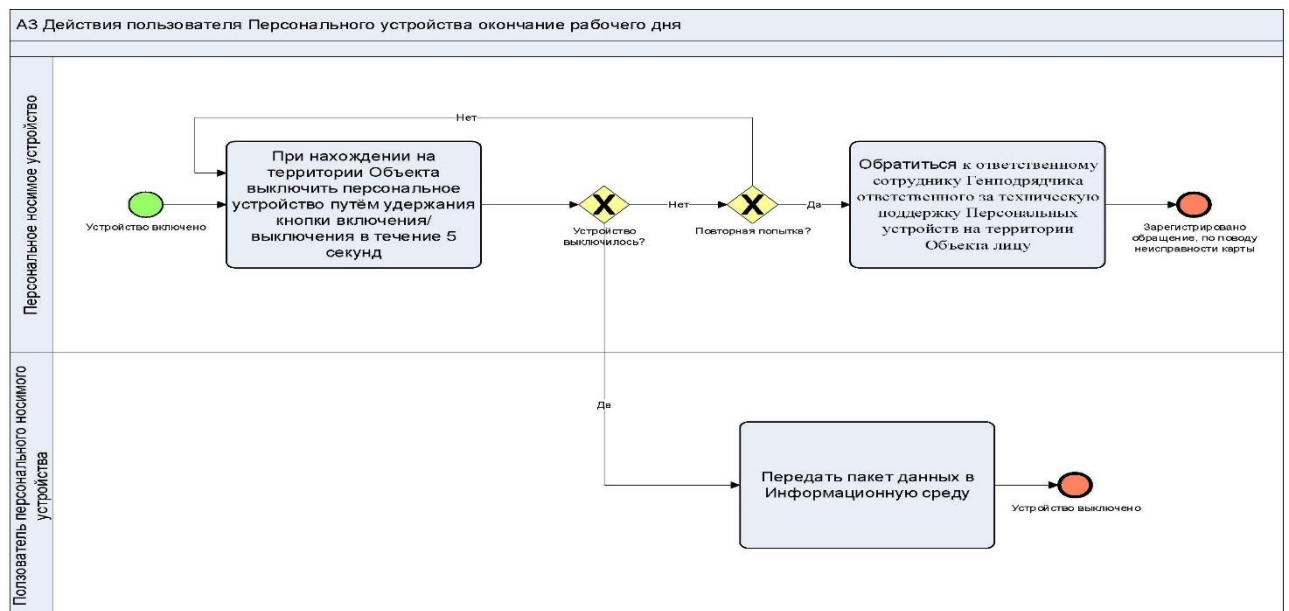 А3 Действия пользователя Персонального устройства окончание рабочего дня
Персональное носимое устройство
Нет
При нахождении на
территории Объекта
выключить персональное
устройство путём удержания
кнопки включения/
выключения в течение 5
секунд
Обратиться к ответственному
сотруднику Генподрядчика
ответственного за техническую
поддержку Персональных
устройств на территории
Объекта лицу
Нет
Да
Устройство включено
Устройство
выключилось?
Повторная попытка?
Зарегистрировано
обращение, по поводу
неисправности карты
Ползователь персонального носимого
устройства
Да
Передать пакет данных в
Информационную среду
Устройство выключено